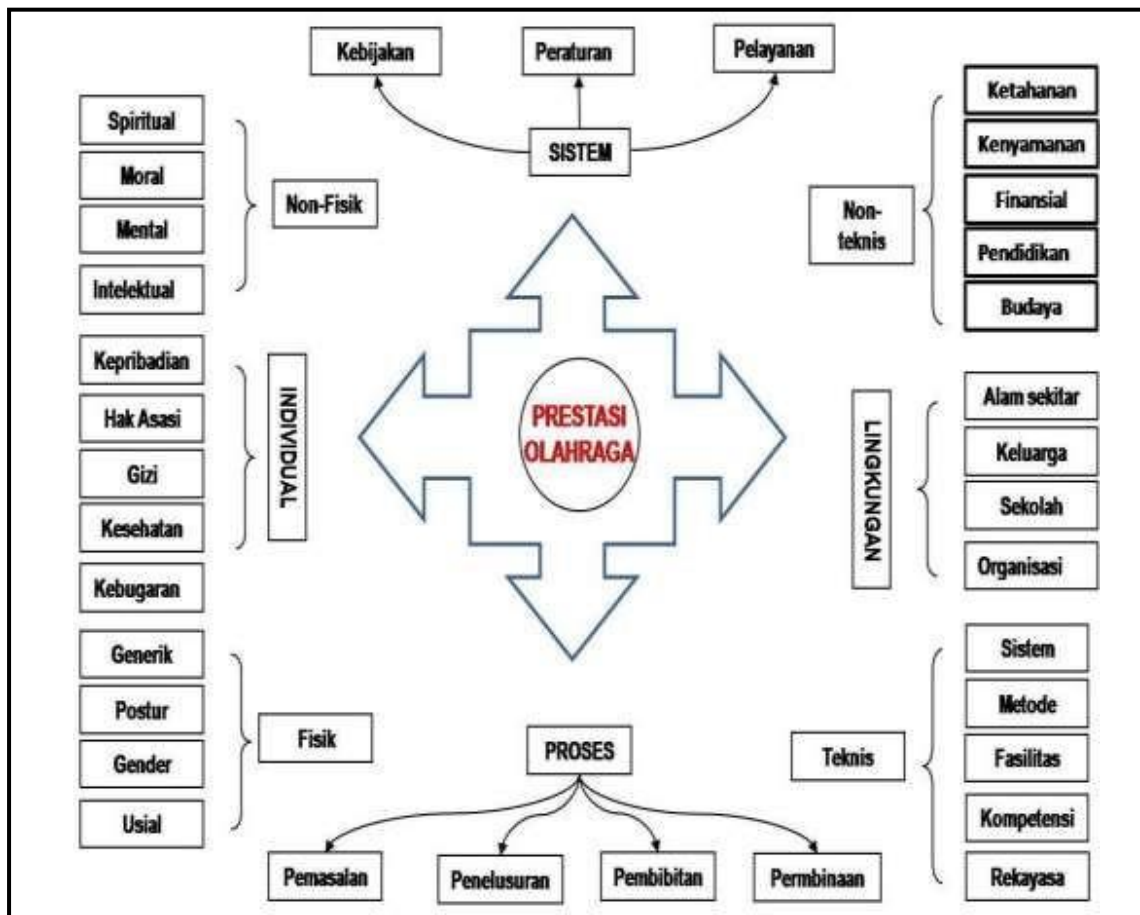 Kebijakan
Peraturan
Pelayanan
SISTEM
Spiritual
Moral
Mental
Intelektual
Non-Fisik
Kepribadian
Hak Asasi
Gizi
Kesehatan
Kebugaran
INDIVIDUAL
Generik
Postur
Gender
Usial
Fisik
PRESTASI
OLAHRAGA
Non-
teknis
Ketahanan
Kenyamanan
Finansial
Pendidikan
Budaya
LINGKUNGAN
Alam sekitar
Keluarga
Sekolah
Organisasi
Teknis
Sistem
Metode
Fasilitas
Kompetensi
Rekayasa
PROSES
Pemasalan
Penelusuran
Pembibitan
Permbinaan